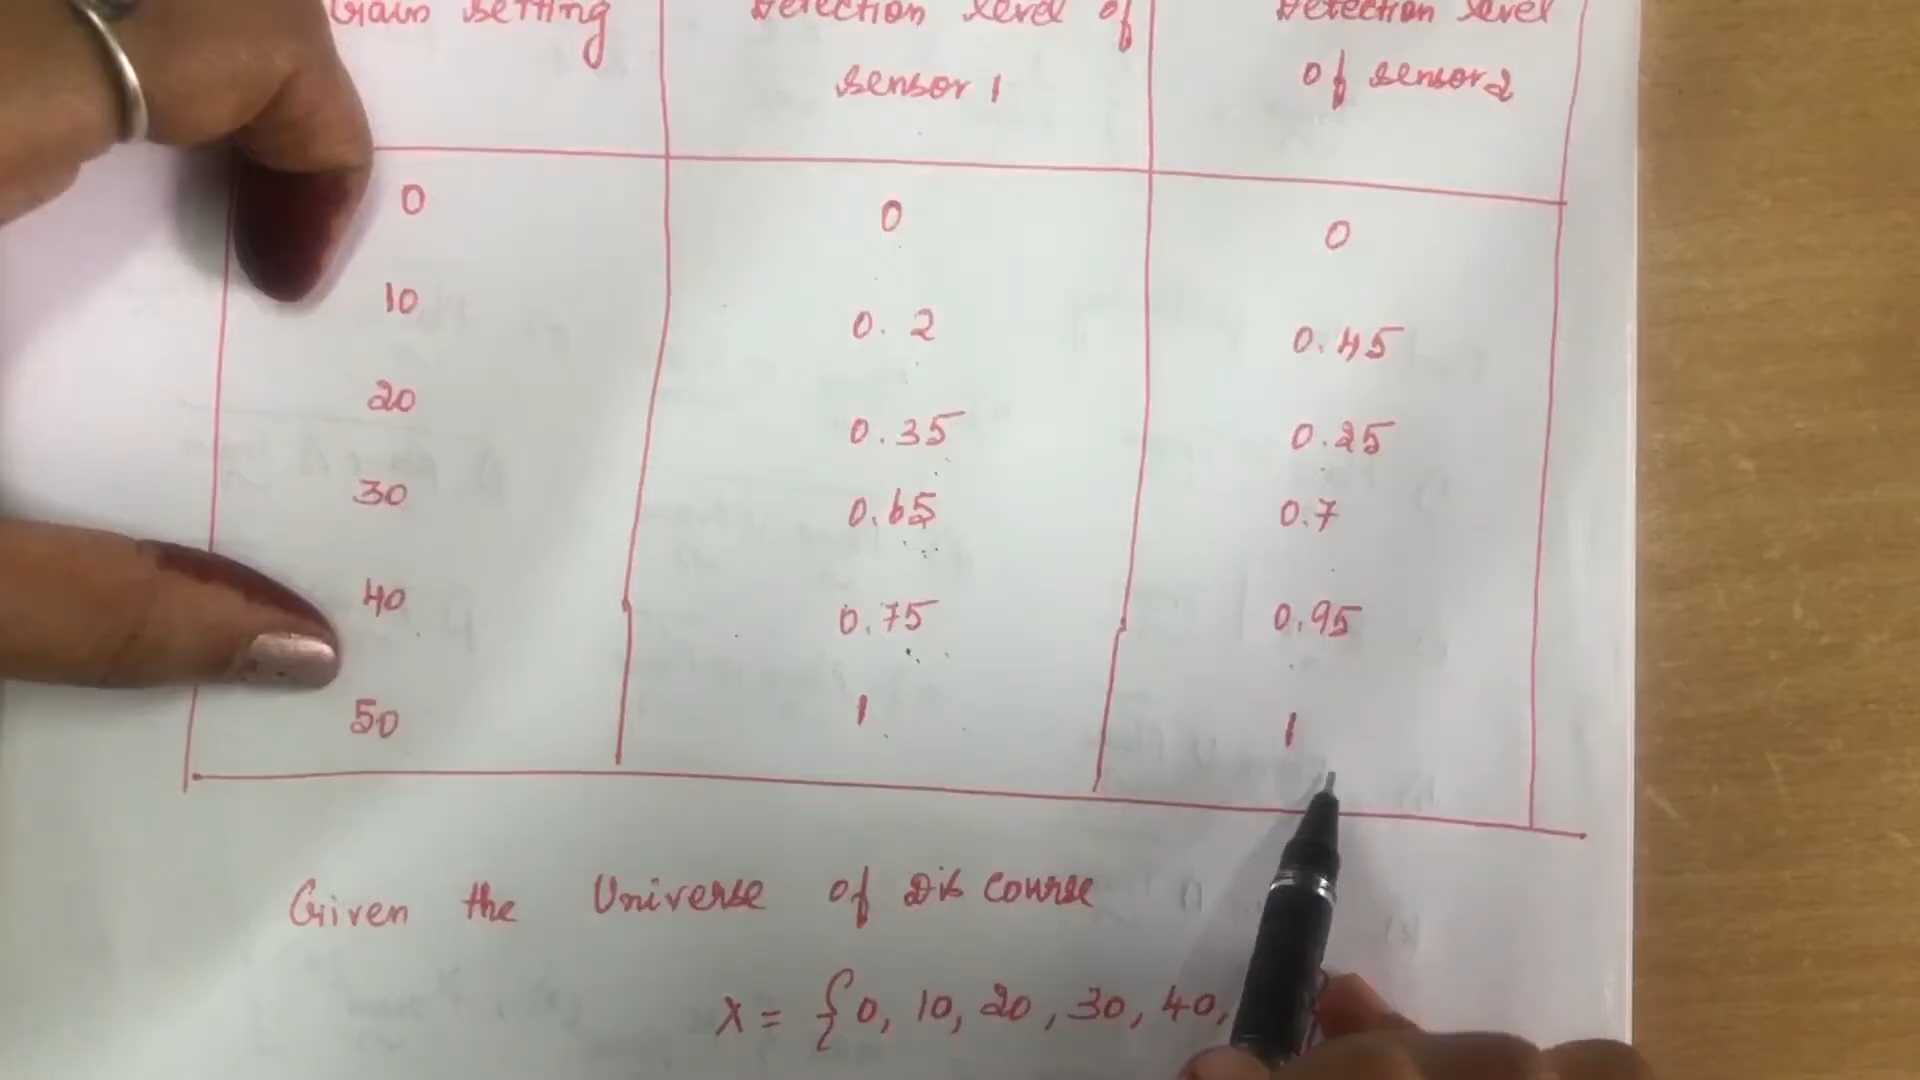 Gain Setting Detection level of Detection level
sensor 1 of sensor 2
0 0 0
10 0.2 0.45
20 0.35 0.25
30 0.65 0.7
40 0.75 0.95
50 1 1
Given the Universe of Discourse
X = { 0, 10, 20, 30, 40,